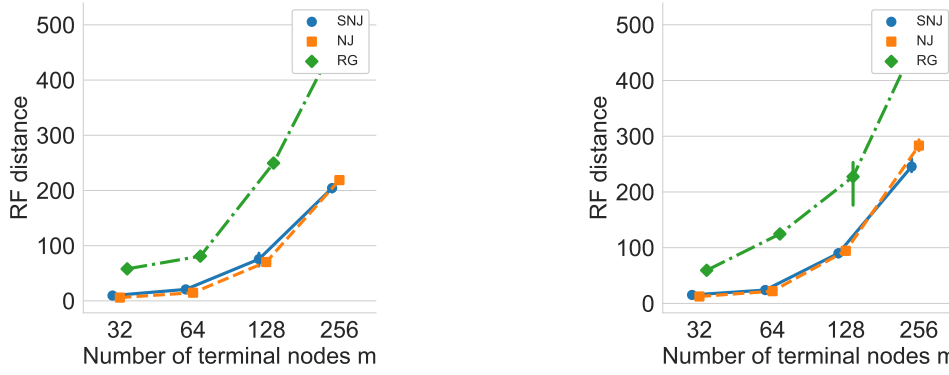 500
400
300
200
100
0
RF distance
SNJ
NJ
RG
32 64 128 256
Number of terminal nodes m
500
400
300
200
100
0
RF distance
SNJ
NJ
RG
32 64 128 256
Number of terminal nodes m